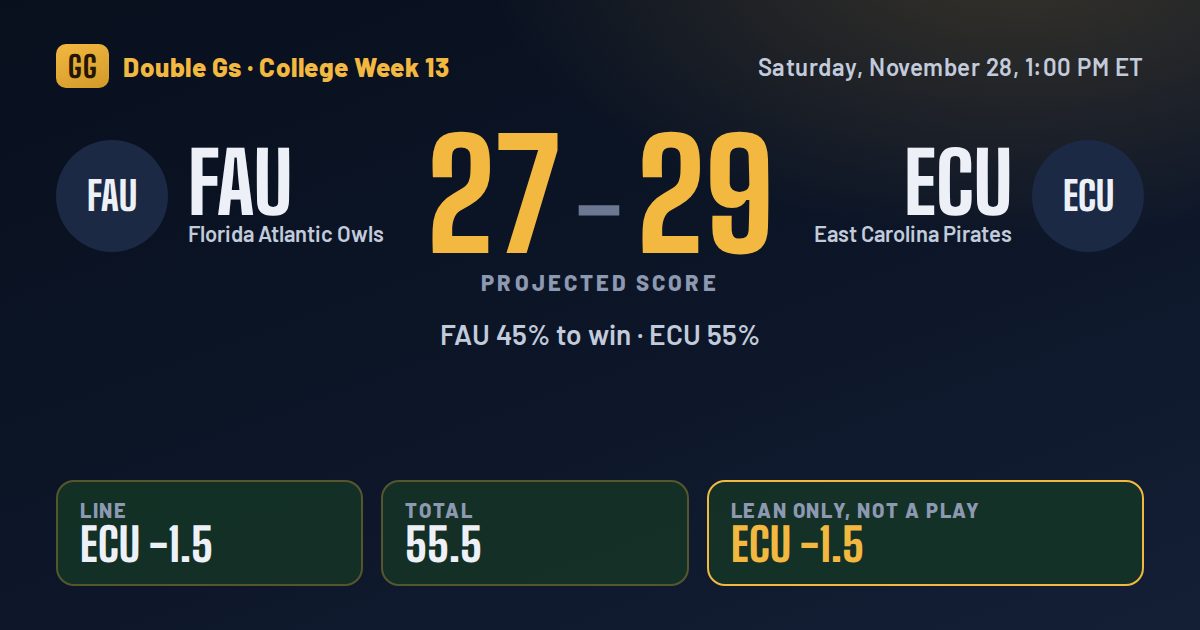 GG Double Gs · College Week 13
Saturday, November 28, 1:00 PM ET
FAU
FAU
Florida Atlantic Owls
27 – 29
PROJECTED SCORE
FAU 45% to win · ECU 55%
ECU
East Carolina Pirates
ECU
LINE
ECU −1.5
TOTAL
55.5
LEAN ONLY, NOT A PLAY
ECU −1.5